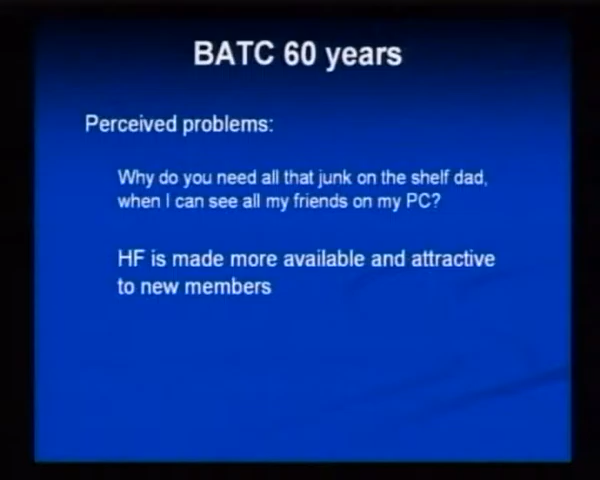 BATC 60 years
Perceived problems:
Why do you need all that junk on the shelf dad,
when I can see all my friends on my PC?
HF is made more available and attractive
to new members